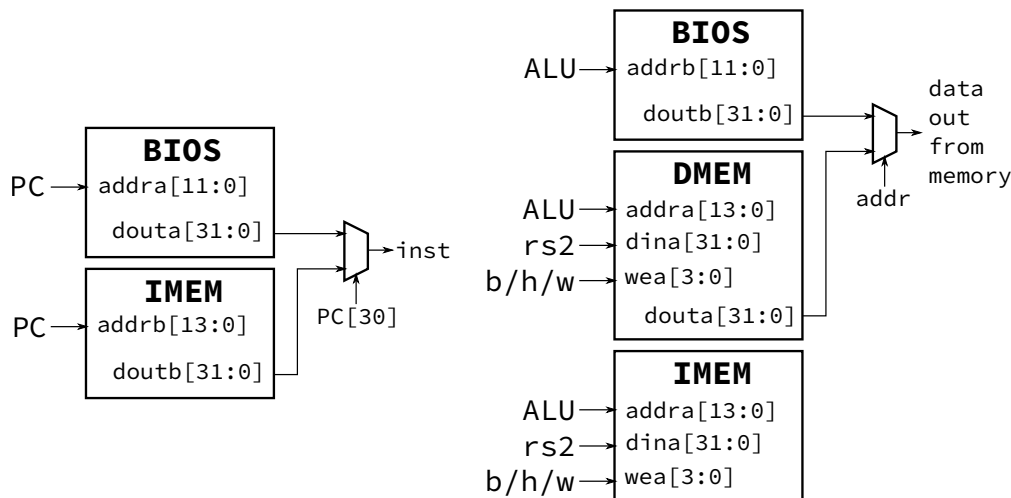 BIOS
PC
addra[11:0]
douta[31:0]
inst
IMEM
PC
addrb[13:0]
PC[30]
doutb[31:0]
BIOS
ALU
addrb[11:0]
doutb[31:0]
data
out
from
memory
addr
DMEM
ALU
addra[13:0]
rs2
dina[31:0]
b/h/w
wea[3:0]
douta[31:0]
IMEM
ALU
addra[13:0]
rs2
dina[31:0]
b/h/w
wea[3:0]